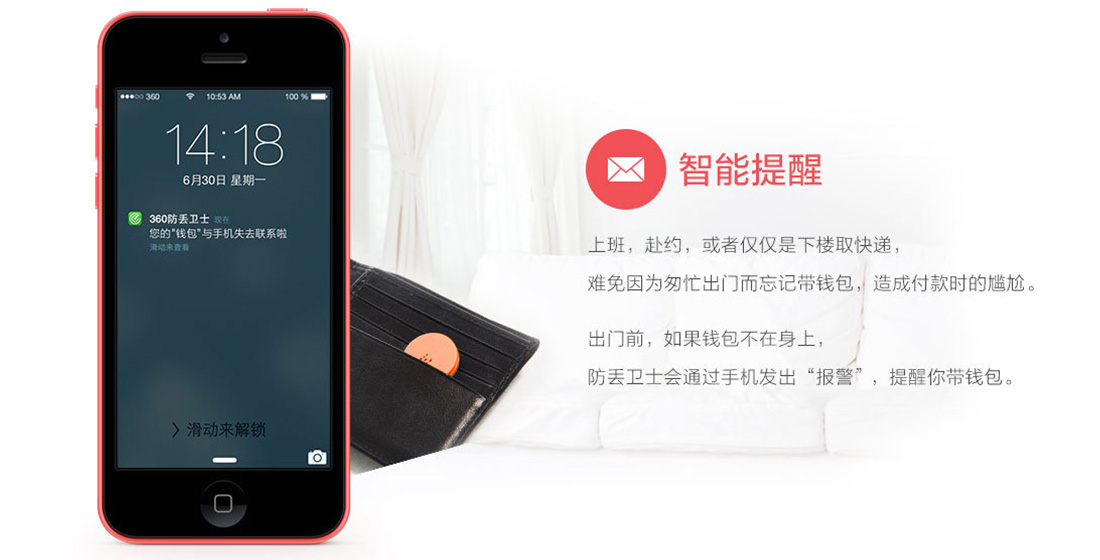 ●●●○○ 360 10:53 AM 100 %
14:18
6月30日 星期一
360防丢卫士 现在
您的"钱包"与手机失去联系啦
滑动来查看
滑动来解锁
智能提醒
上班，赴约，或者仅仅是下楼取快递，
难免因为匆忙出门而忘记带钱包，造成付款时的尴尬。
出门前，如果钱包不在身上，
防丢卫士会通过手机发出“报警”，提醒你带钱包。